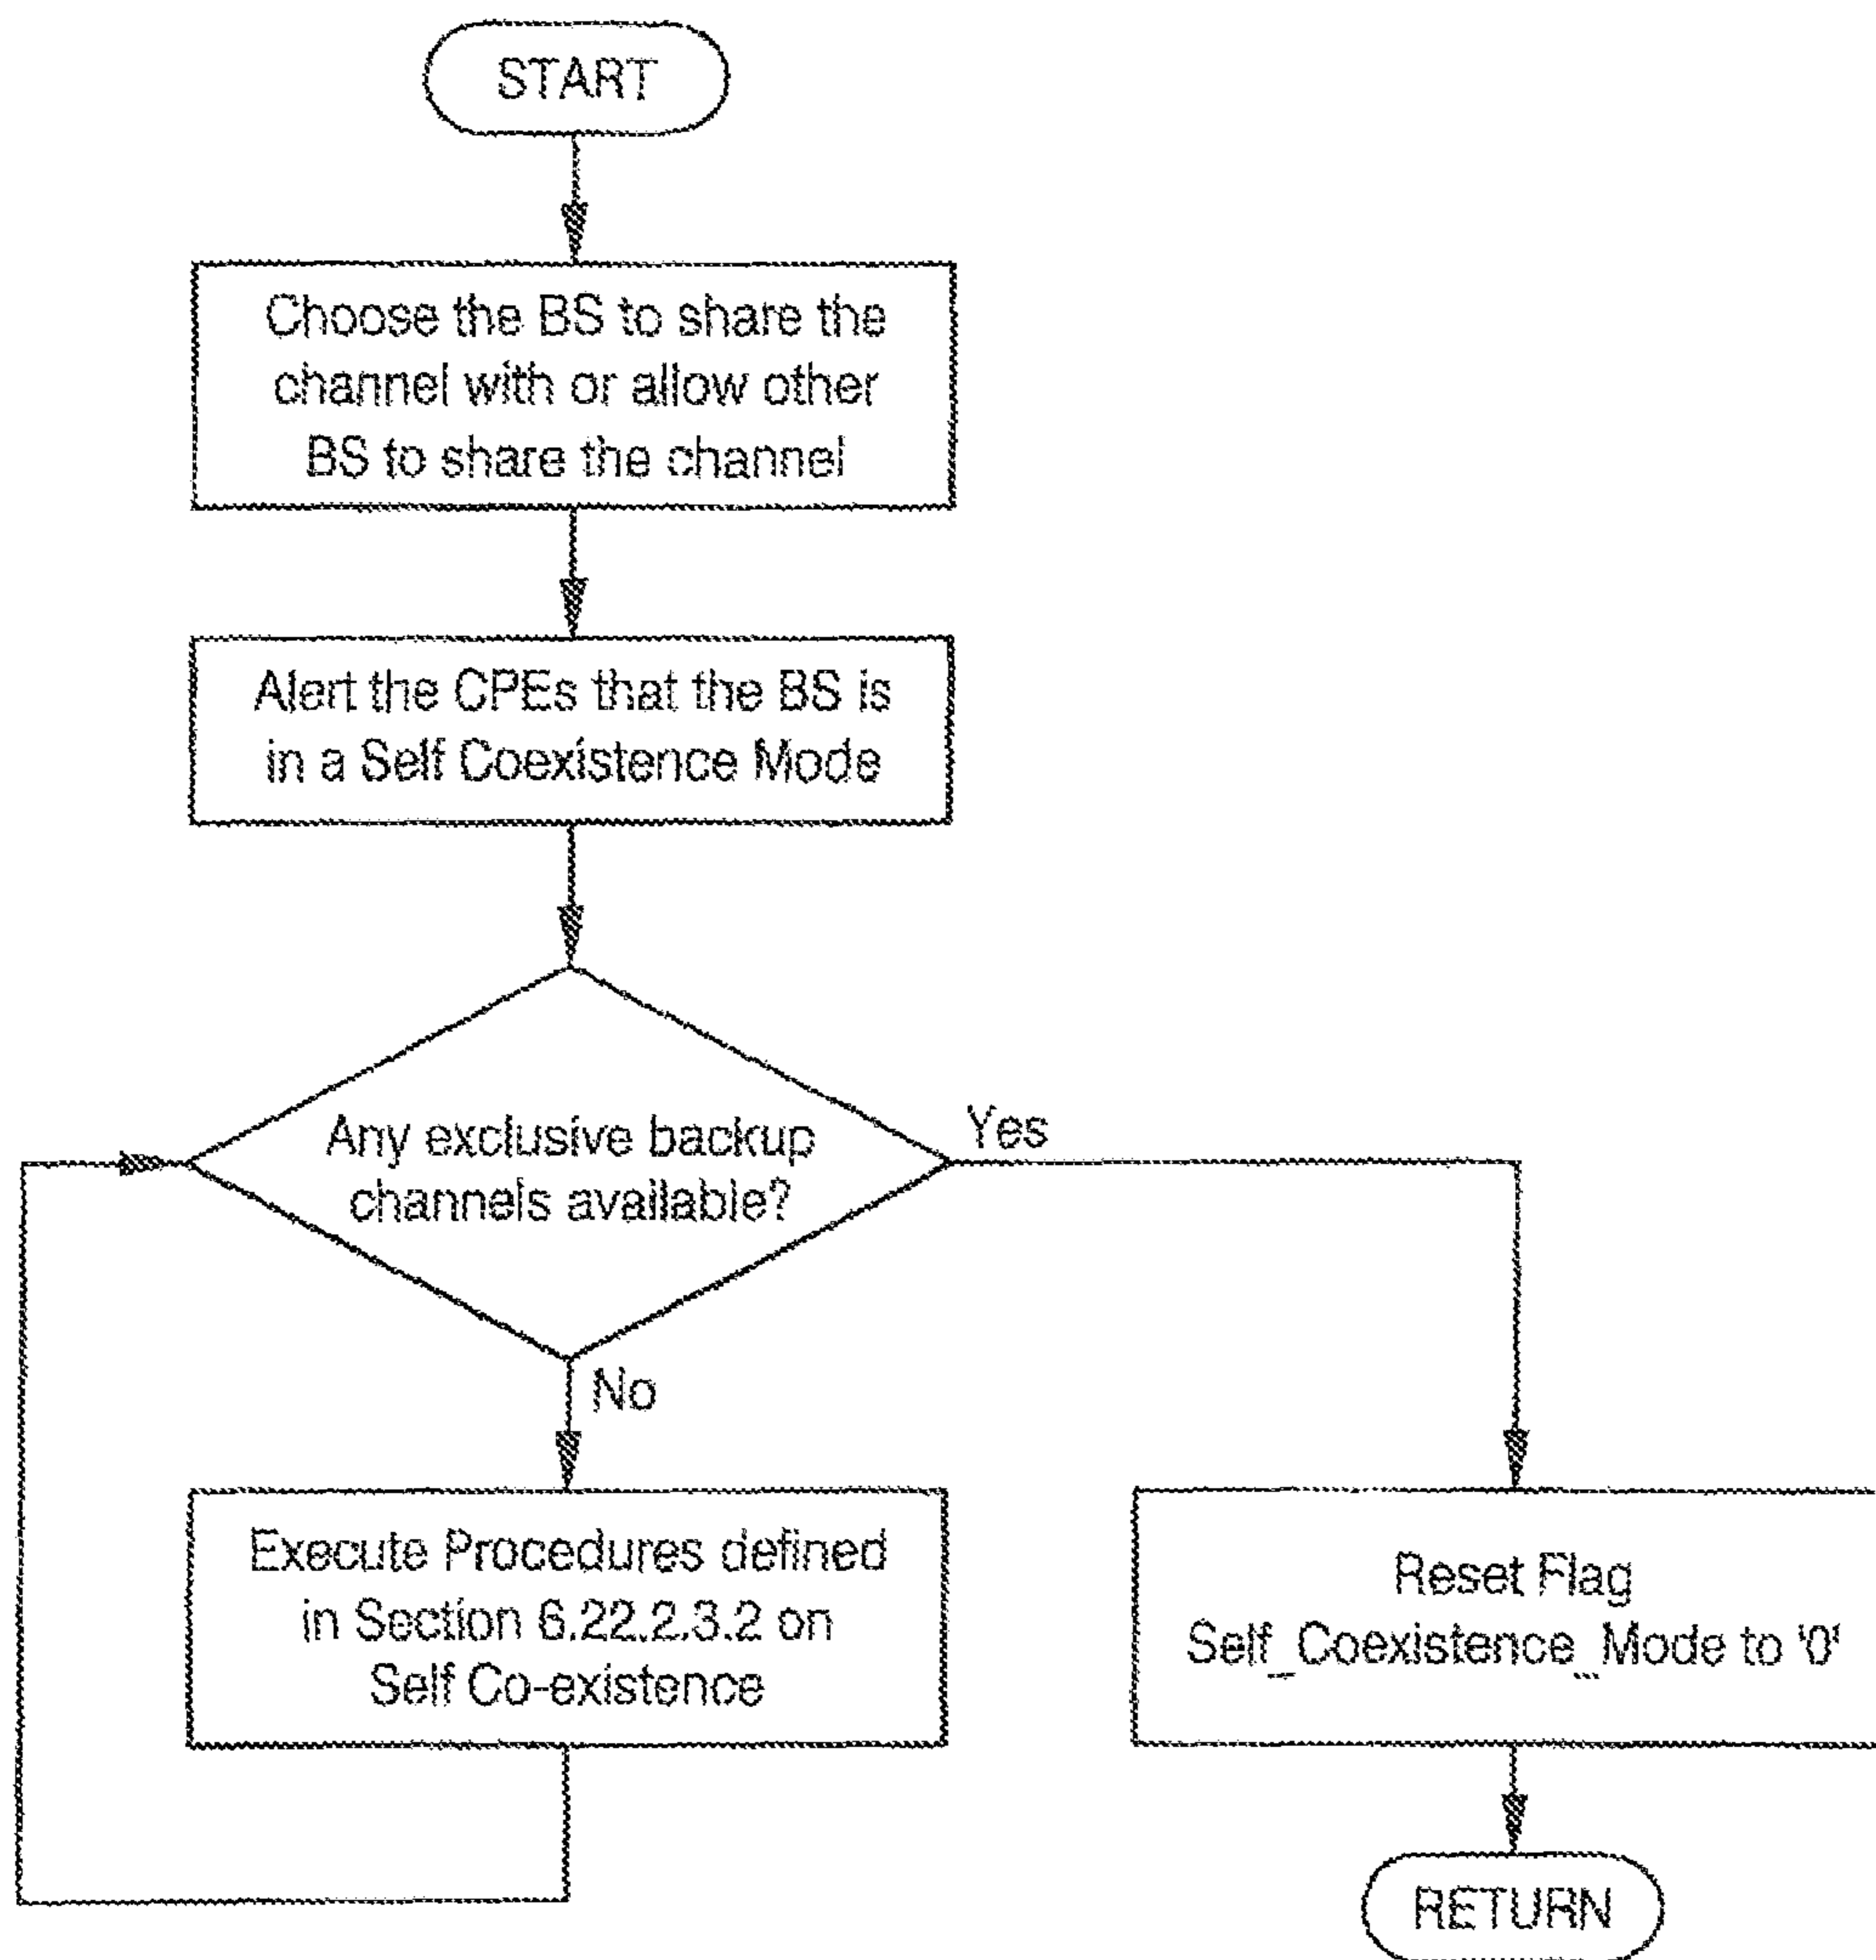 START
Choose the BS to share the
channel with or allow other
BS to share the channel
Alert the CPEs that the BS is
in a Self Coexistence Mode
Any exclusive backup
channels available?
Yes
No
Execute Procedures defined
in Section 6.22.2.3.2 on
Self Co-existence
Reset Flag
Self_Coexistence_Mode to '0'
RETURN